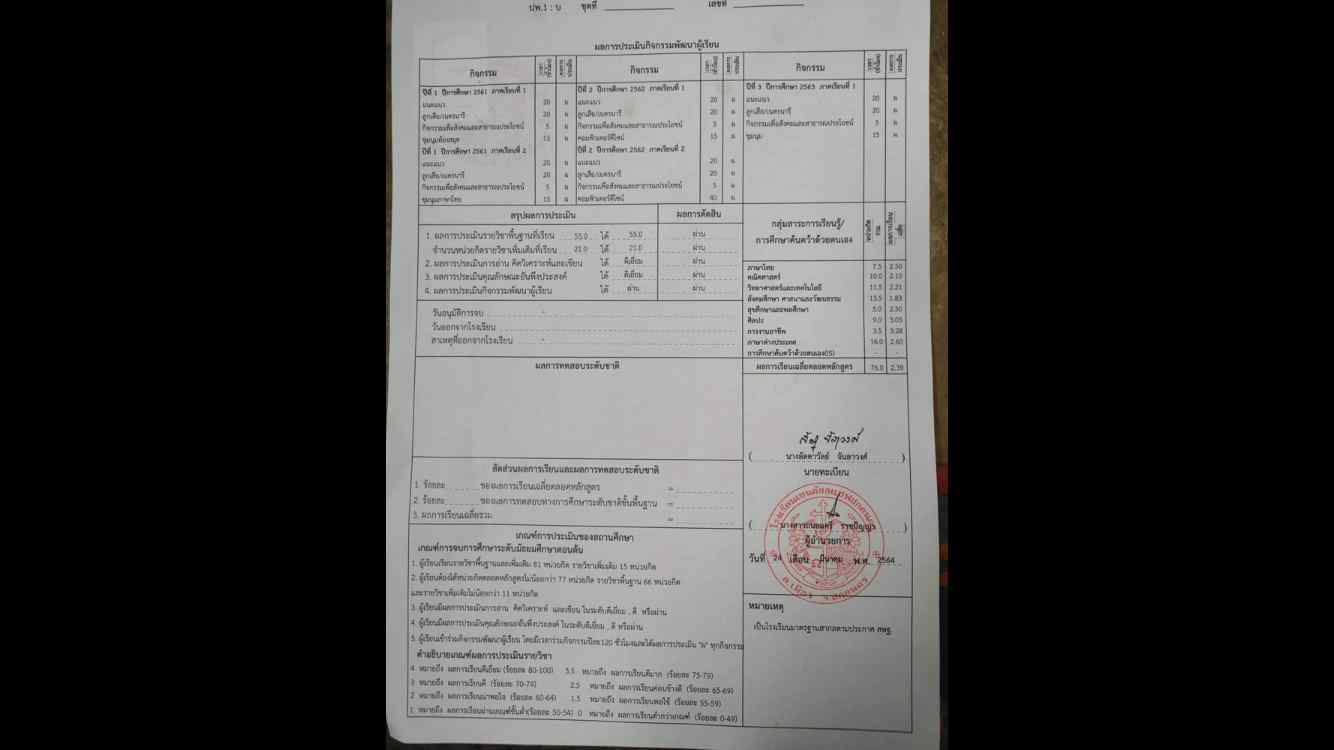 ปพ.1 : บ ชุดที่ เลขที่
ผลการประเมินกิจกรรมพัฒนาผู้เรียน
กิจกรรม เวลา (ชั่วโมง) ผลการประเมิน กิจกรรม เวลา (ชั่วโมง) ผลการประเมิน กิจกรรม เวลา (ชั่วโมง) ผลการประเมิน
ปีที่ 1 ปีการศึกษา 2561 ภาคเรียนที่ 1
แนะแนว 20 ผ
ลูกเสือ/เนตรนารี 20 ผ
กิจกรรมเพื่อสังคมและสาธารณประโยชน์ 5 ผ
ชุมนุมห้องสมุด 15 ผ
ปีที่ 1 ปีการศึกษา 2561 ภาคเรียนที่ 2
แนะแนว 20 ผ
ลูกเสือ/เนตรนารี 20 ผ
กิจกรรมเพื่อสังคมและสาธารณประโยชน์ 5 ผ
ชุมนุมภาษาไทย 15 ผ
ปีที่ 2 ปีการศึกษา 2562 ภาคเรียนที่ 1
แนะแนว 20 ผ
ลูกเสือ/เนตรนารี 20 ผ
กิจกรรมเพื่อสังคมและสาธารณประโยชน์ 5 ผ
คอมพิวเตอร์ดีไซน์ 15 ผ
ปีที่ 2 ปีการศึกษา 2562 ภาคเรียนที่ 2
แนะแนว 20 ผ
ลูกเสือ/เนตรนารี 20 ผ
กิจกรรมเพื่อสังคมและสาธารณประโยชน์ 5 ผ
คอมพิวเตอร์ดีไซน์ 40 ผ
ปีที่ 3 ปีการศึกษา 2563 ภาคเรียนที่ 1
แนะแนว 20 ผ
ลูกเสือ/เนตรนารี 20 ผ
กิจกรรมเพื่อสังคมและสาธารณประโยชน์ 5 ผ
ชุมนุม 15 ผ
สรุปผลการประเมิน ผลการตัดสิน
1. ผลการประเมินรายวิชาพื้นฐานที่เรียน 55.0 ได้ 55.0 ผ่าน
จำนวนหน่วยกิตรายวิชาเพิ่มเติมที่เรียน 21.0 ได้ 21.0 ผ่าน
2. ผลการประเมินการอ่าน คิดวิเคราะห์และเขียน ได้ ดีเยี่ยม ผ่าน
3. ผลการประเมินคุณลักษณะอันพึงประสงค์ ได้ ดีเยี่ยม ผ่าน
4. ผลการประเมินกิจกรรมพัฒนาผู้เรียน ได้ ผ่าน ผ่าน
วันอนุมัติการจบ -
วันออกจากโรงเรียน
สาเหตุที่ออกจากโรงเรียน -
กลุ่มสาระการเรียนรู้/
การศึกษาค้นคว้าด้วยตนเอง
หน่วยกิตรวม ผลการเรียนเฉลี่ย
ภาษาไทย 7.5 2.50
คณิตศาสตร์ 10.0 2.15
วิทยาศาสตร์และเทคโนโลยี 11.5 2.21
สังคมศึกษา ศาสนาและวัฒนธรรม 13.5 1.83
สุขศึกษาและพลศึกษา 5.0 2.50
ศิลปะ 9.0 3.05
การงานอาชีพ 3.5 3.28
ภาษาต่างประเทศ 16.0 2.60
การศึกษาค้นคว้าด้วยตนเอง(IS) - -
ผลการเรียนเฉลี่ยตลอดหลักสูตร 76.0 2.39
ผลการทดสอบระดับชาติ
สัดส่วนผลการเรียนและผลการทดสอบระดับชาติ
1. ร้อยละ ของผลการเรียนเฉลี่ยตลอดหลักสูตร =
2. ร้อยละ ของผลการทดสอบทางการศึกษาระดับชาติขั้นพื้นฐาน =
3. ผลการเรียนเฉลี่ยรวม =
เกณฑ์การประเมินของสถานศึกษา
เกณฑ์การจบการศึกษาระดับมัธยมศึกษาตอนต้น
1. ผู้เรียนเรียนรายวิชาพื้นฐานและเพิ่มเติม 81 หน่วยกิต รายวิชาเพิ่มเติม 15 หน่วยกิต
2. ผู้เรียนต้องได้หน่วยกิตตลอดหลักสูตรไม่น้อยกว่า 77 หน่วยกิต รายวิชาพื้นฐาน 66 หน่วยกิต
และรายวิชาเพิ่มเติมไม่น้อยกว่า 11 หน่วยกิต
3. ผู้เรียนมีผลการประเมินการอ่าน คิดวิเคราะห์ และเขียน ในระดับดีเยี่ยม , ดี หรือผ่าน
4. ผู้เรียนมีผลการประเมินคุณลักษณะอันพึงประสงค์ ในระดับดีเยี่ยม , ดี หรือผ่าน
5. ผู้เรียนเข้าร่วมกิจกรรมพัฒนาผู้เรียน โดยมีเวลาร่วมกิจกรรมปีละ120 ชั่วโมงและได้ผลการประเมิน "ผ" ทุกกิจกรรม
คำอธิบายเกณฑ์ผลการประเมินรายวิชา
4 หมายถึง ผลการเรียนดีเยี่ยม (ร้อยละ 80-100) 3.5 หมายถึง ผลการเรียนดีมาก (ร้อยละ 75-79)
3 หมายถึง ผลการเรียนดี (ร้อยละ 70-74) 2.5 หมายถึง ผลการเรียนค่อนข้างดี (ร้อยละ 65-69)
2 หมายถึง ผลการเรียนน่าพอใจ (ร้อยละ 60-64) 1.5 หมายถึง ผลการเรียนพอใช้ (ร้อยละ 55-59)
1 หมายถึง ผลการเรียนผ่านเกณฑ์ขั้นต่ำ(ร้อยละ 50-54) 0 หมายถึง ผลการเรียนต่ำกว่าเกณฑ์ (ร้อยละ 0-49)
( นางลัดดาวัลย์ จันลาวงศ์ )
นายทะเบียน
( ราชปัญญา )
ผู้อำนวยการ
วันที่ 24 เดือน มีนาคม พ.ศ. 2564
อ.เมือง จ.สกลนคร
หมายเหตุ
เป็นโรงเรียนมาตรฐานสากลตามประกาศ สพฐ.